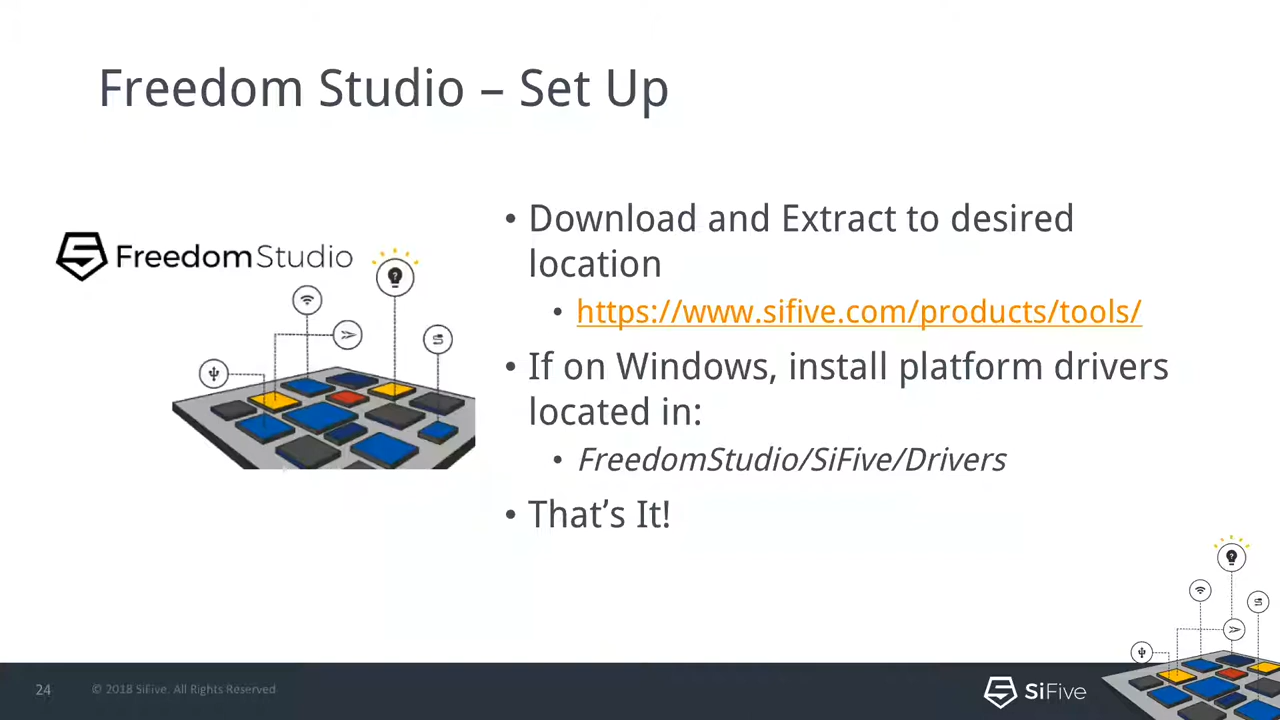 Freedom Studio – Set Up
FreedomStudio
• Download and Extract to desired
location
• https://www.sifive.com/products/tools/
• If on Windows, install platform drivers
located in:
• FreedomStudio/SiFive/Drivers
• That’s It!
24
© 2018 SiFive. All Rights Reserved
SiFive